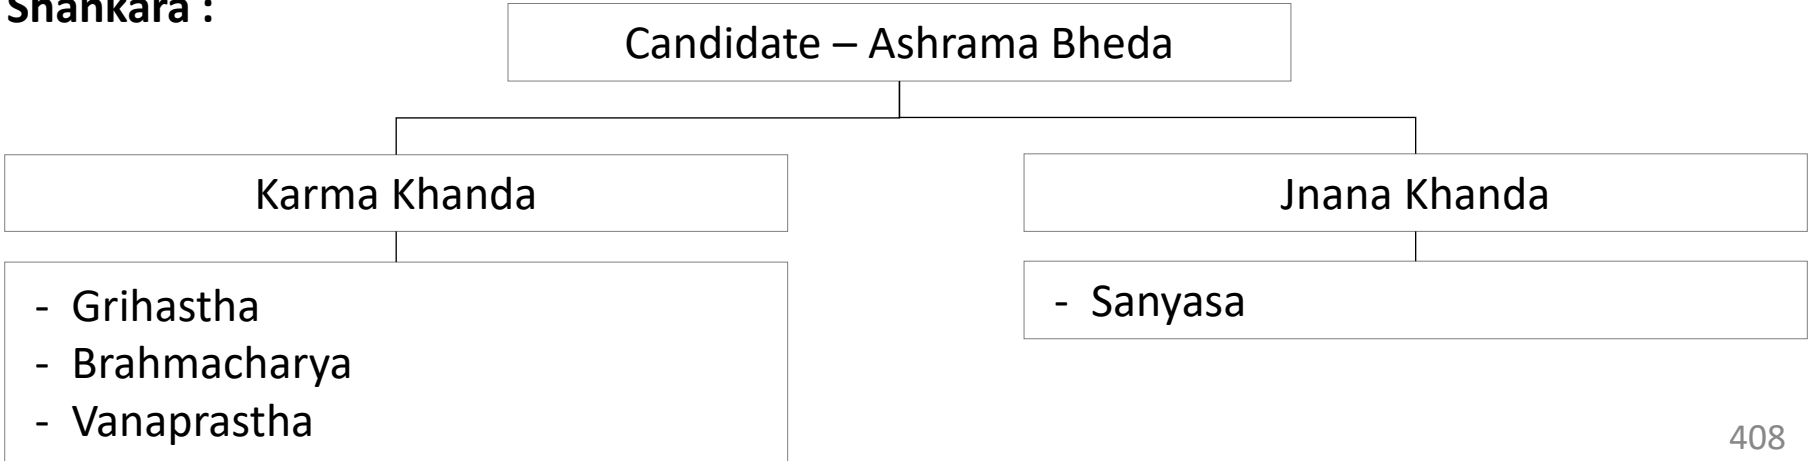 Shankara :
Candidate – Ashrama Bheda
Karma Khanda
Jnana Khanda
- Grihastha
- Brahmacharya
- Vanaprastha
- Sanyasa
408